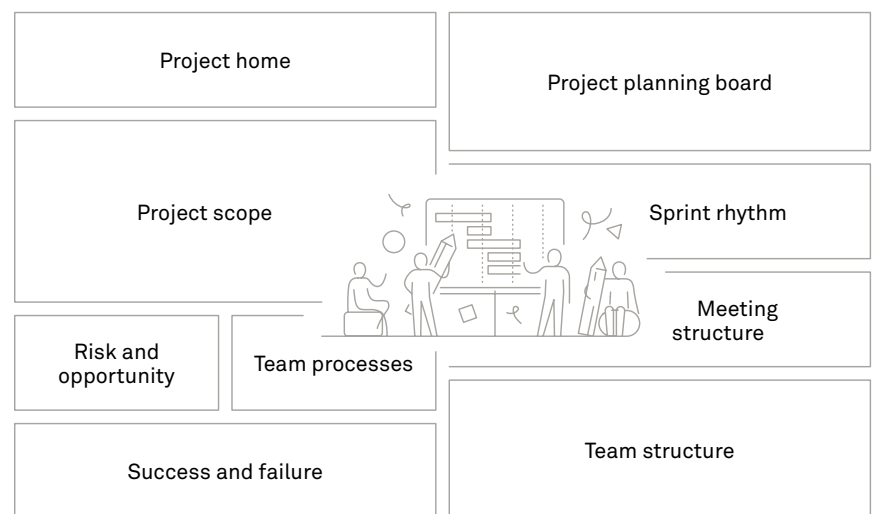 Project home
Project planning board
Project scope
Sprint rhythm
Meeting
structure
Risk and
opportunity
Team processes
Team structure
Success and failure